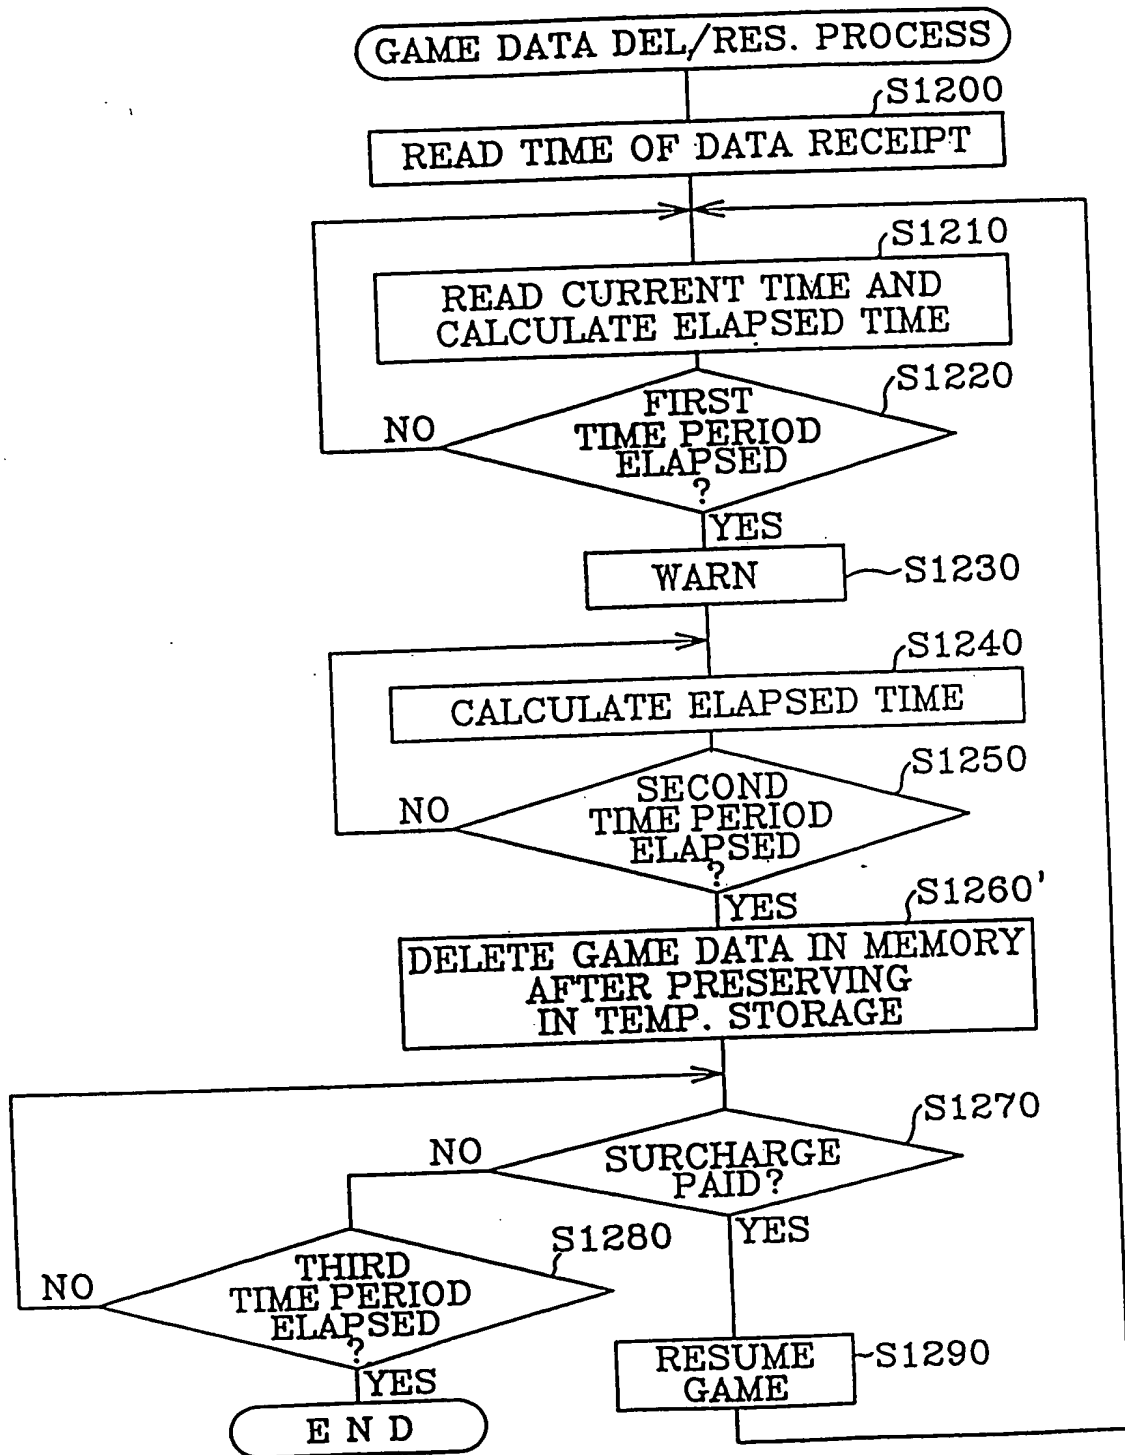 GAME DATA DEL/RES. PROCESS
S1200
READ TIME OF DATA RECEIPT
S1210
READ CURRENT TIME AND
CALCULATE ELAPSED TIME
S1220
FIRST
TIME PERIOD
ELAPSED
?
NO
YES
WARN
S1230
S1240
CALCULATE ELAPSED TIME
S1250
SECOND
TIME PERIOD
ELAPSED
?
NO
YES
S1260'
DELETE GAME DATA IN MEMORY
AFTER PRESERVING
IN TEMP. STORAGE
S1270
NO
SURCHARGE
PAID?
YES
S1280
THIRD
TIME PERIOD
ELAPSED
?
NO
YES
RESUME
GAME
S1290
END